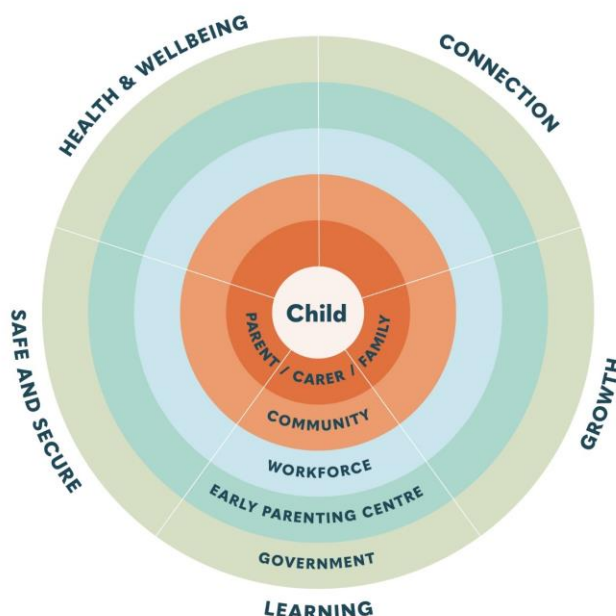 HEALTH & WELLBEING
CONNECTION
SAFE AND SECURE
GROWTH
Child
PARENT / CARER / FAMILY
COMMUNITY
WORKFORCE
EARLY PARENTING CENTRE
GOVERNMENT
LEARNING